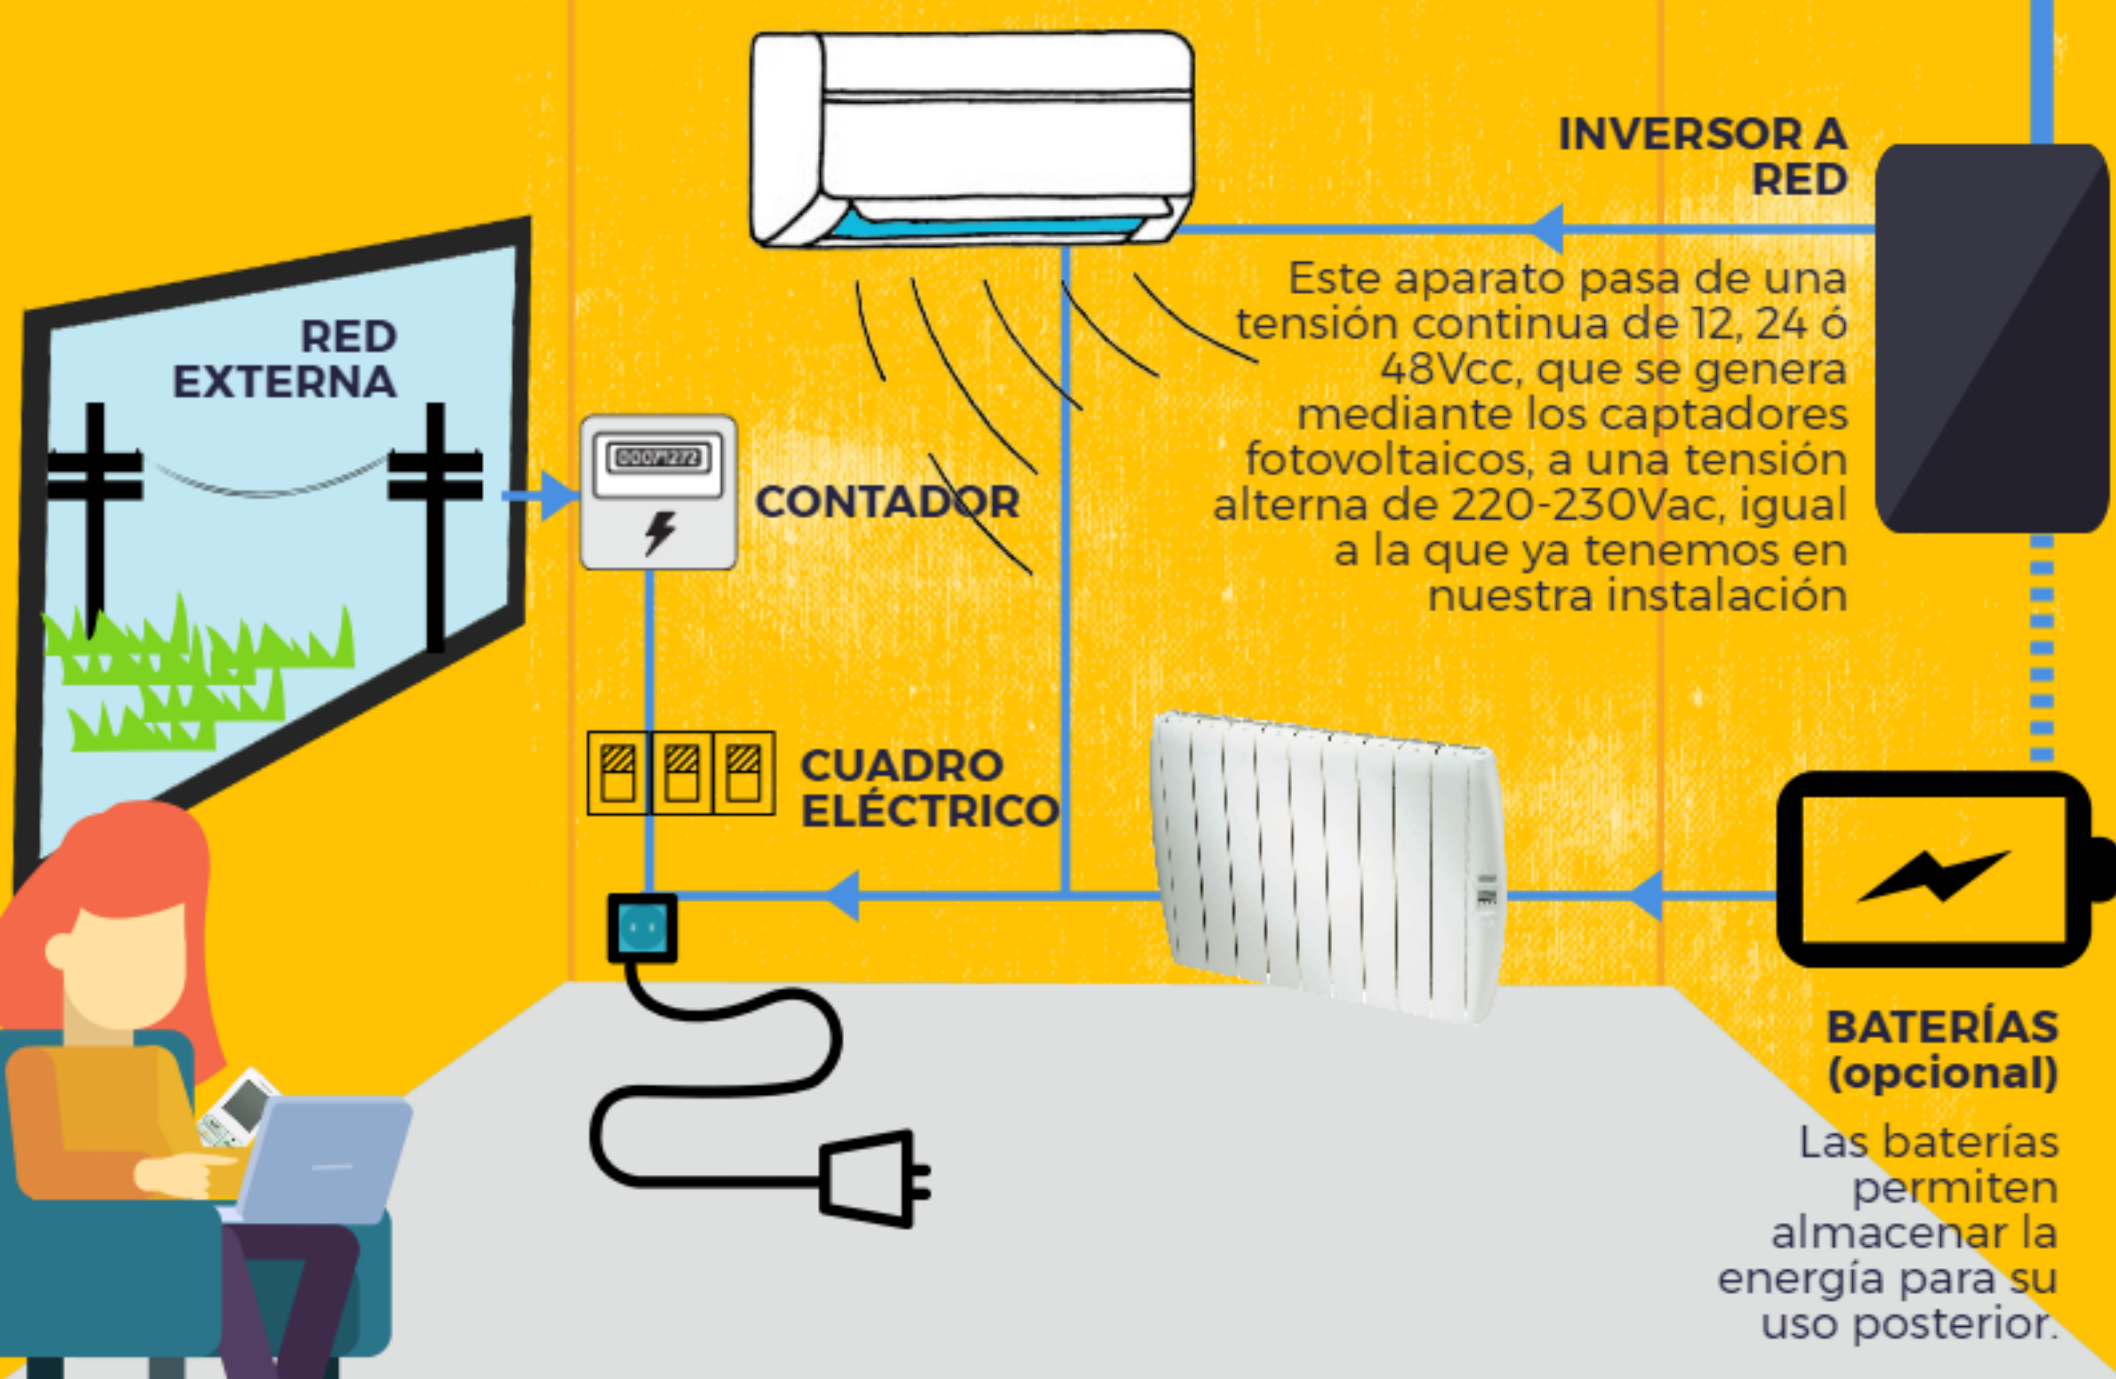 INVERSOR A
RED
Este aparato pasa de una
tensión continua de 12, 24 ó
48Vcc, que se genera
mediante los captadores
fotovoltaicos, a una tensión
alterna de 220-230Vac, igual
a la que ya tenemos en
nuestra instalación
RED
EXTERNA
00071272
CONTADOR
CUADRO
ELÉCTRICO
BATERÍAS
(opcional)
Las baterías
permiten
almacenar la
energía para su
uso posterior.